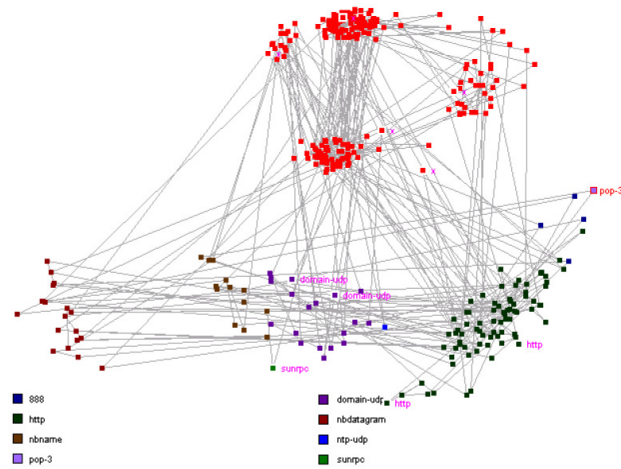 x
x
x
x
x
pop-3
domain-udp
domain-udp
http
sunrpc
http
888
http
nbname
pop-3
domain-udp
nbdatagram
ntp-udp
sunrpc